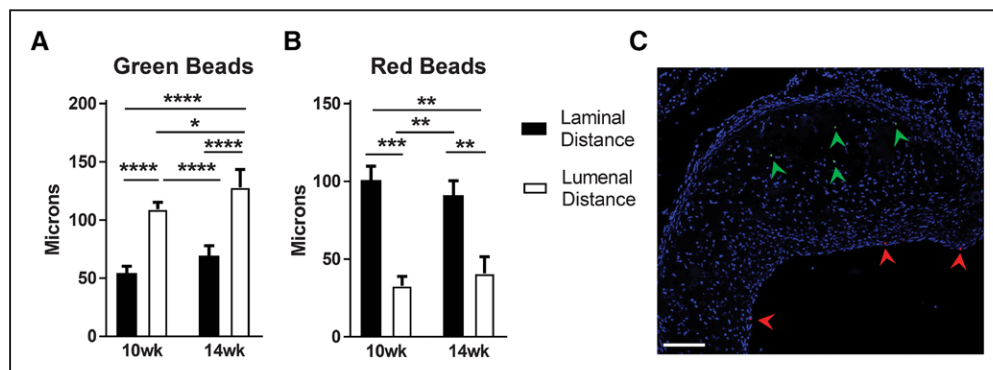 A
Green Beads
Microns
200
150
100
50
0
****
*
****
****
****
10wk
14wk
B
Red Beads
Microns
150
100
50
0
**
**
***
**
10wk
14wk
Laminal
Distance
Lumenal
Distance
C